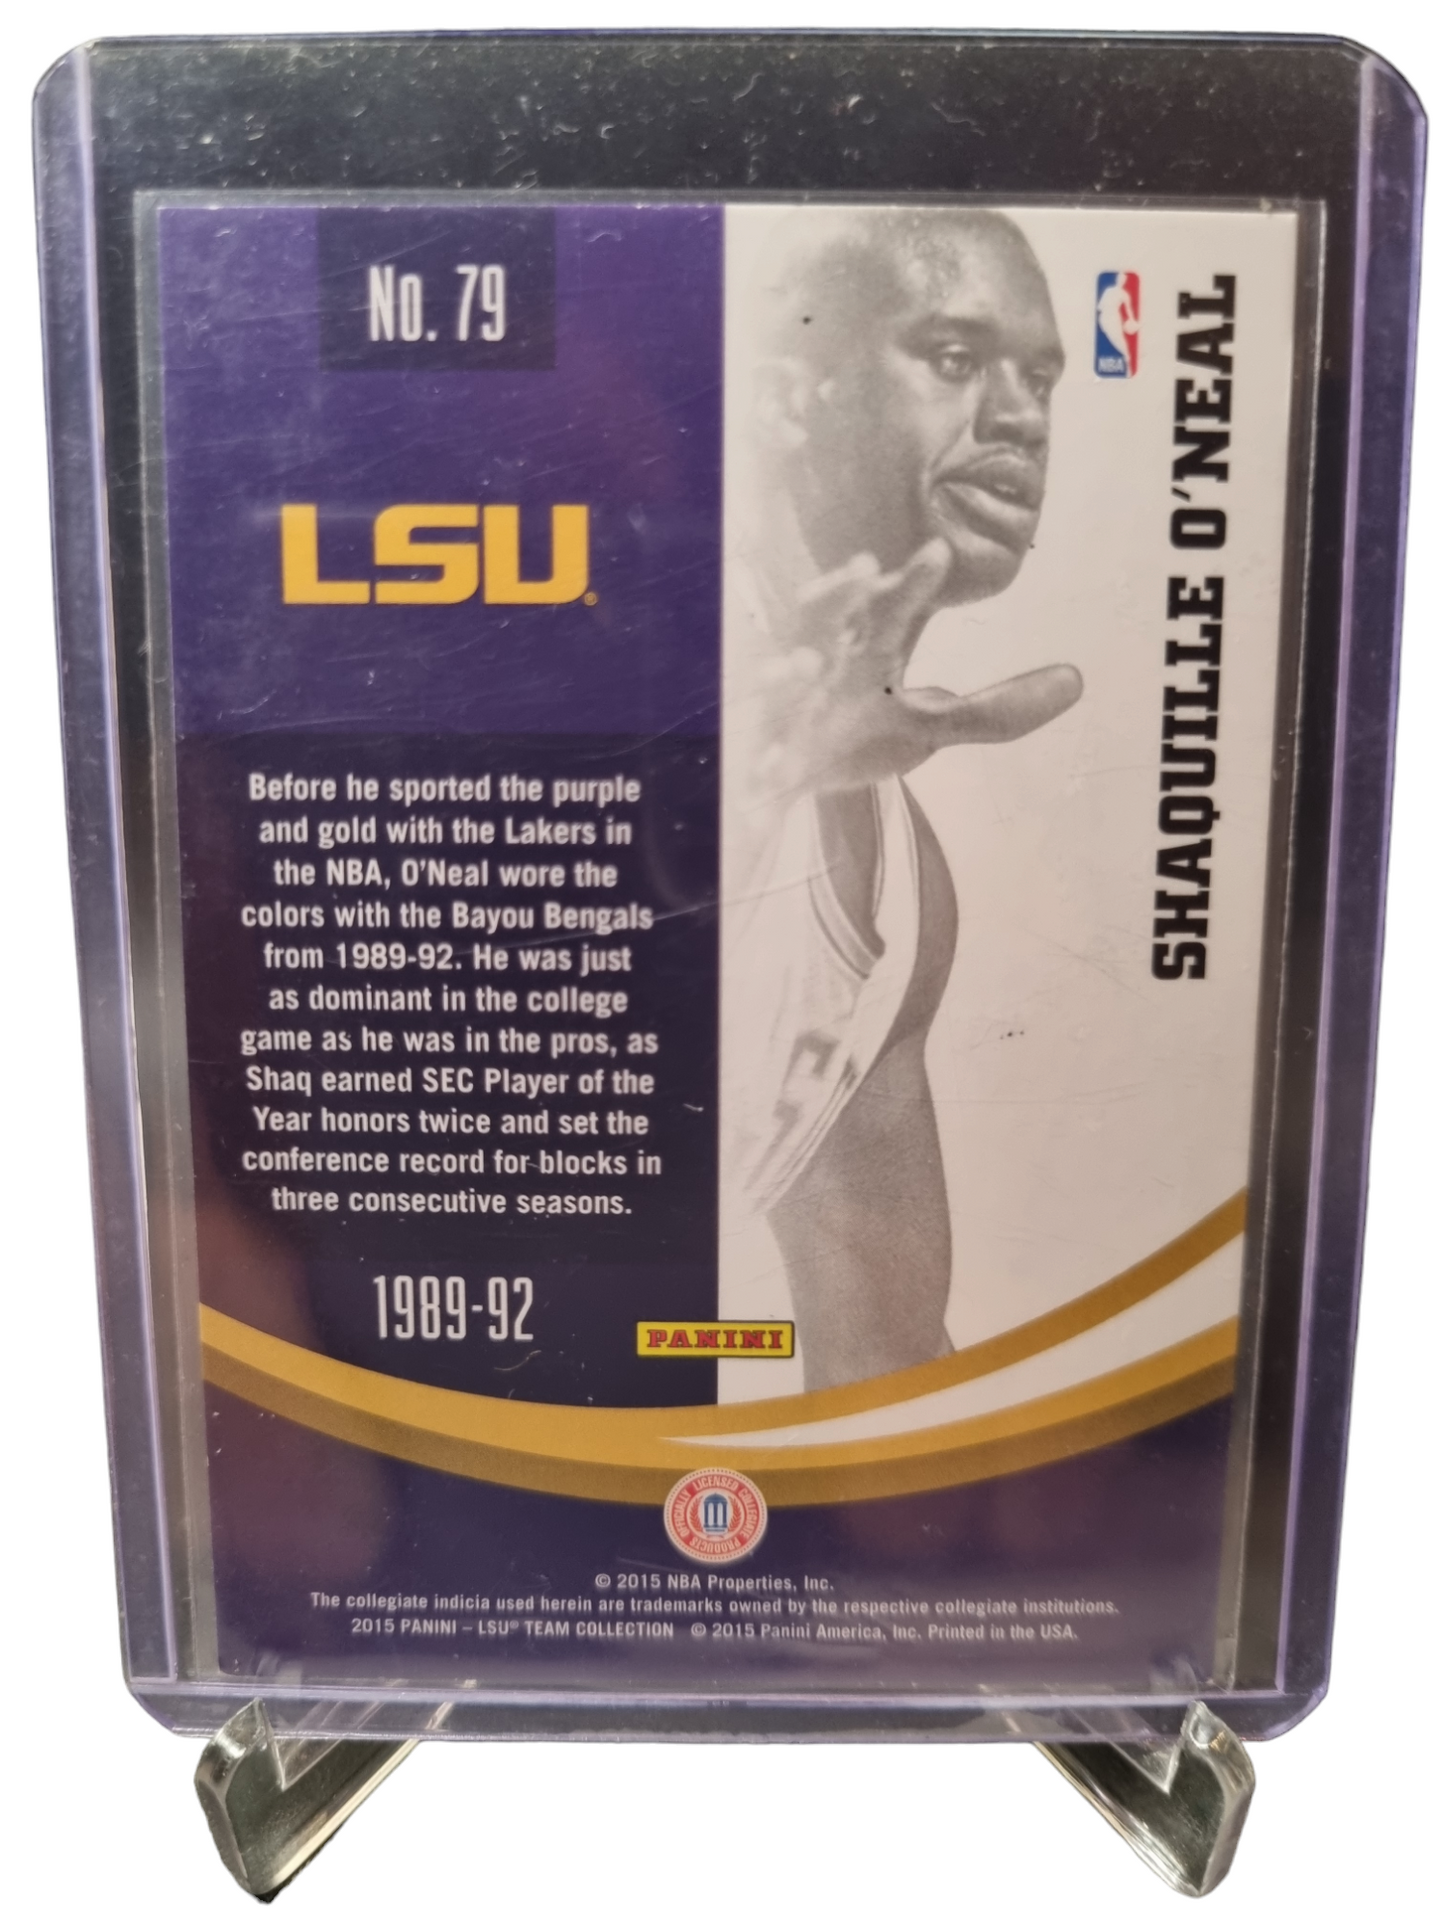 No. 79
LSU®
Before he sported the purple
and gold with the Lakers in
the NBA, O'Neal wore the
colors with the Bayou Bengals
from 1989-92. He was just
as dominant in the college
game as he was in the pros, as
Shaq earned SEC Player of the
Year honors twice and set the
conference record for blocks in
three consecutive seasons.
1989-92
NBA
SHAQUILLE O'NEAL
PANINI
OFFICIALLY LICENSED COLLEGIATE PRODUCTS
© 2015 NBA Properties, Inc.
The collegiate indicia used herein are trademarks owned by the respective collegiate institutions.
2015 PANINI – LSU® TEAM COLLECTION © 2015 Panini America, Inc. Printed in the USA.